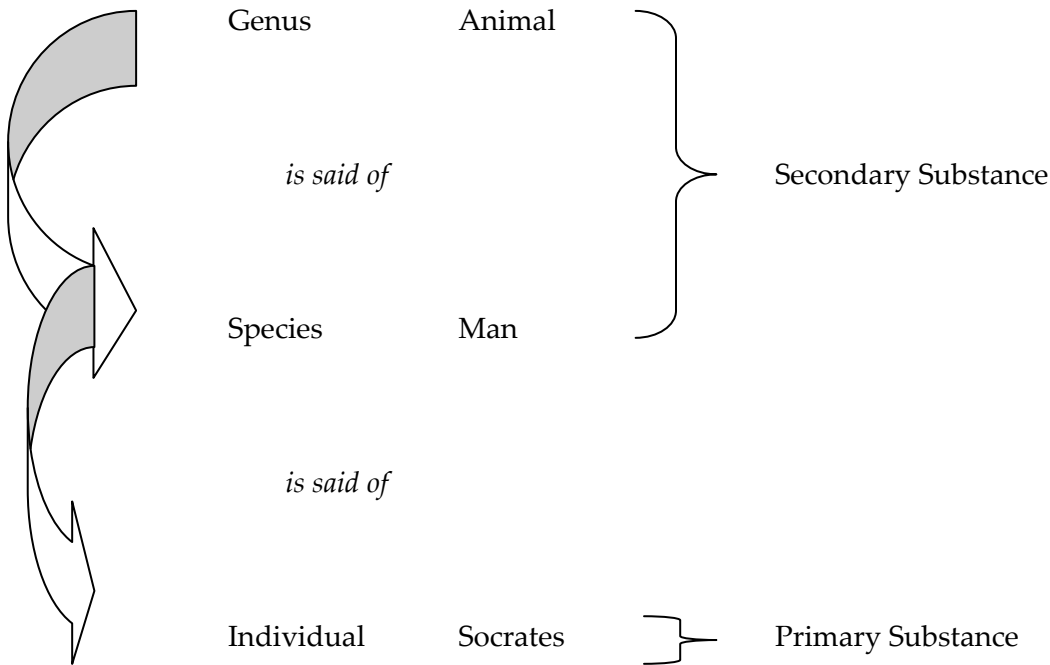 Genus Animal
is said of Secondary Substance
Species Man
is said of
Individual Socrates Primary Substance